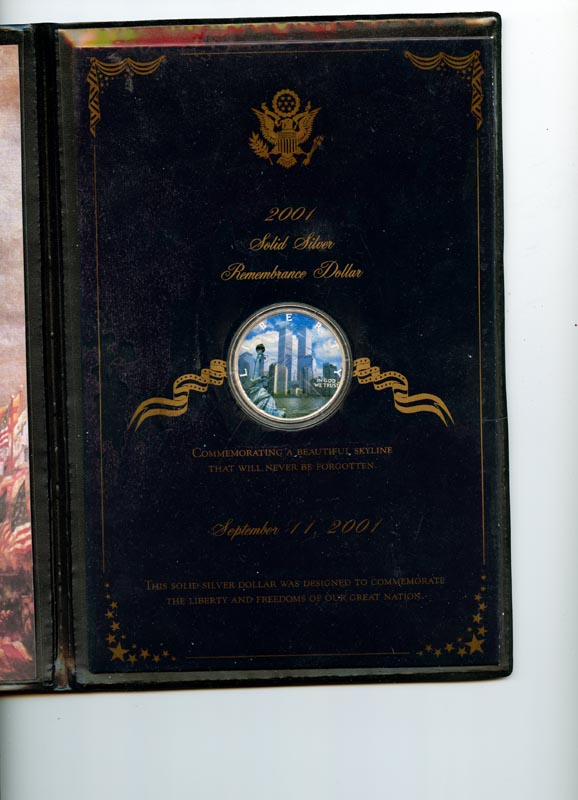 2001
Solid Silver
Remembrance Dollar
LIBERTY
IN GOD
WE TRUST
COMMEMORATING A BEAUTIFUL SKYLINE
THAT WILL NEVER BE FORGOTTEN.
September 11, 2001
THIS SOLID SILVER DOLLAR WAS DESIGNED TO COMMEMORATE
THE LIBERTY AND FREEDOMS OF OUR GREAT NATION.